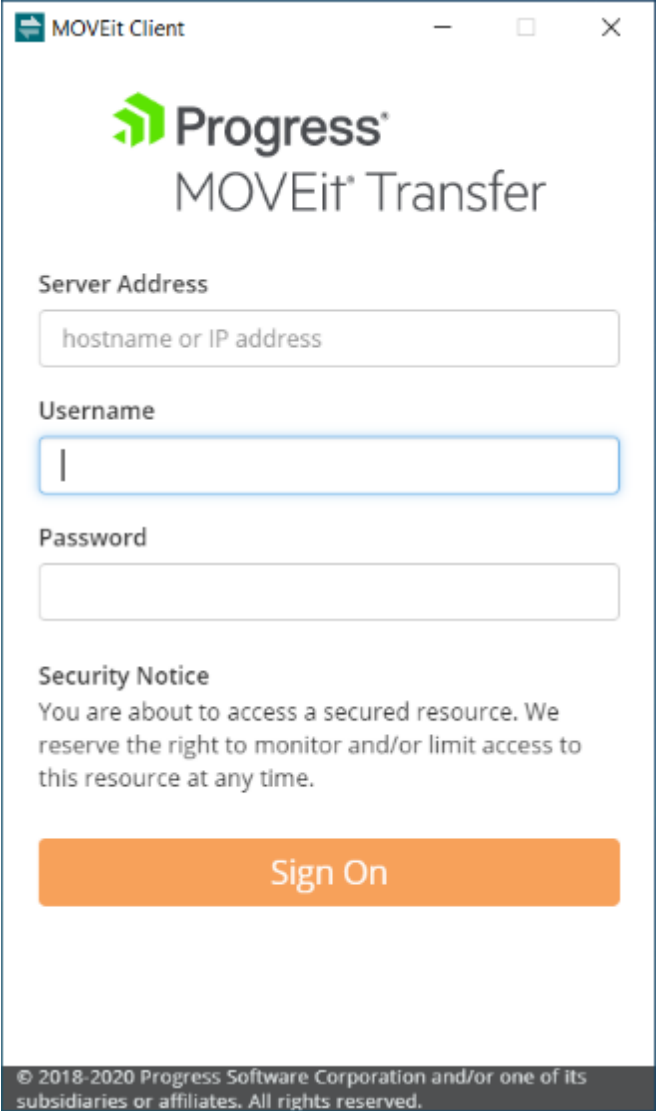 MOVEit Client
Progress®
MOVEit® Transfer
Server Address
hostname or IP address
Username
Password
Security Notice
You are about to access a secured resource. We
reserve the right to monitor and/or limit access to
this resource at any time.
Sign On
© 2018-2020 Progress Software Corporation and/or one of its
subsidiaries or affiliates. All rights reserved.